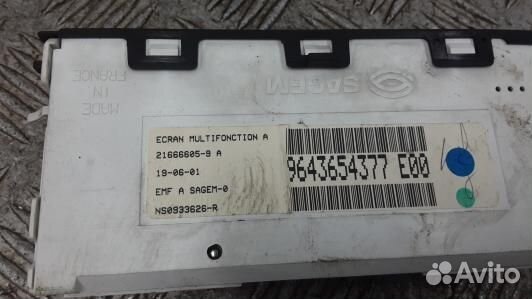 MADE
IN
FRANCE
SAGEM
ECRAN MULTIFONCTION A
21666605-9 A
19-06-01
EMF A SAGEM-0
NS0933626-R
9643654377 E00
Avito